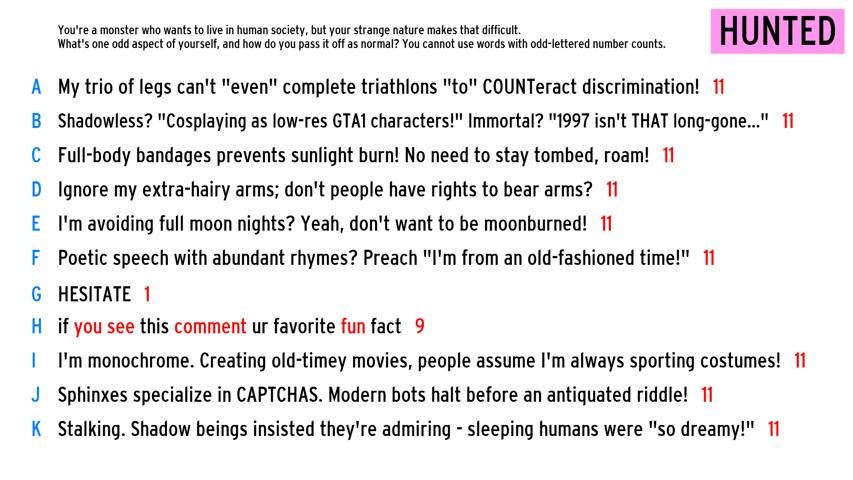 You're a monster who wants to live in human society, but your strange nature makes that difficult.
What's one odd aspect of yourself, and how do you pass it off as normal? You cannot use words with odd-lettered number counts.
HUNTED
A My trio of legs can't "even" complete triathlons "to" COUNTeract discrimination! 11
B Shadowless? "Cosplaying as low-res GTA1 characters!" Immortal? "1997 isn't THAT long-gone..." 11
C Full-body bandages prevents sunlight burn! No need to stay tombed, roam! 11
D Ignore my extra-hairy arms; don't people have rights to bear arms? 11
E I'm avoiding full moon nights? Yeah, don't want to be moonburned! 11
F Poetic speech with abundant rhymes? Preach "I'm from an old-fashioned time!" 11
G HESITATE 1
H if you see this comment ur favorite fun fact 9
I I'm monochrome. Creating old-timey movies, people assume I'm always sporting costumes! 11
J Sphinxes specialize in CAPTCHAS. Modern bots halt before an antiquated riddle! 11
K Stalking. Shadow beings insisted they're admiring - sleeping humans were "so dreamy!" 11